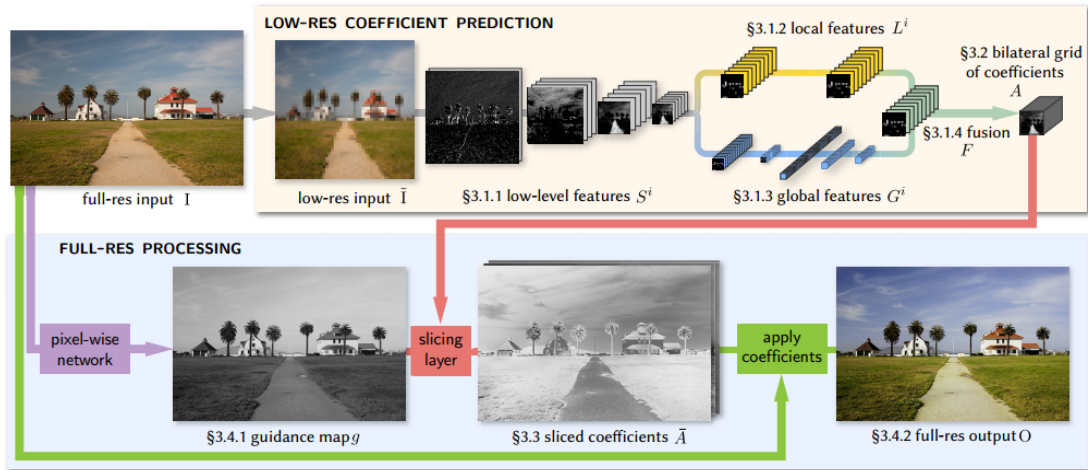 LOW-RES COEFFICIENT PREDICTION
§3.1.2 local features Lⁱ
§3.2 bilateral grid
of coefficients
A
§3.1.4 fusion
F
full-res input I
low-res input Ĩ
§3.1.1 low-level features Sⁱ
§3.1.3 global features Gⁱ
FULL-RES PROCESSING
pixel-wise
network
slicing
layer
apply
coefficients
§3.4.1 guidance map g
§3.3 sliced coefficients Ā
§3.4.2 full-res output O